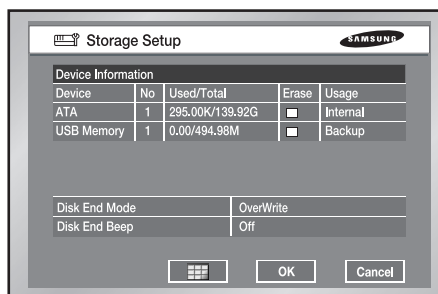 Storage Setup
SAMSUNG
Device Information
Device No Used/Total Erase Usage
ATA 1 295.00K/139.92G Internal
USB Memory 1 0.00/494.98M Backup
Disk End Mode OverWrite
Disk End Beep Off
OK Cancel